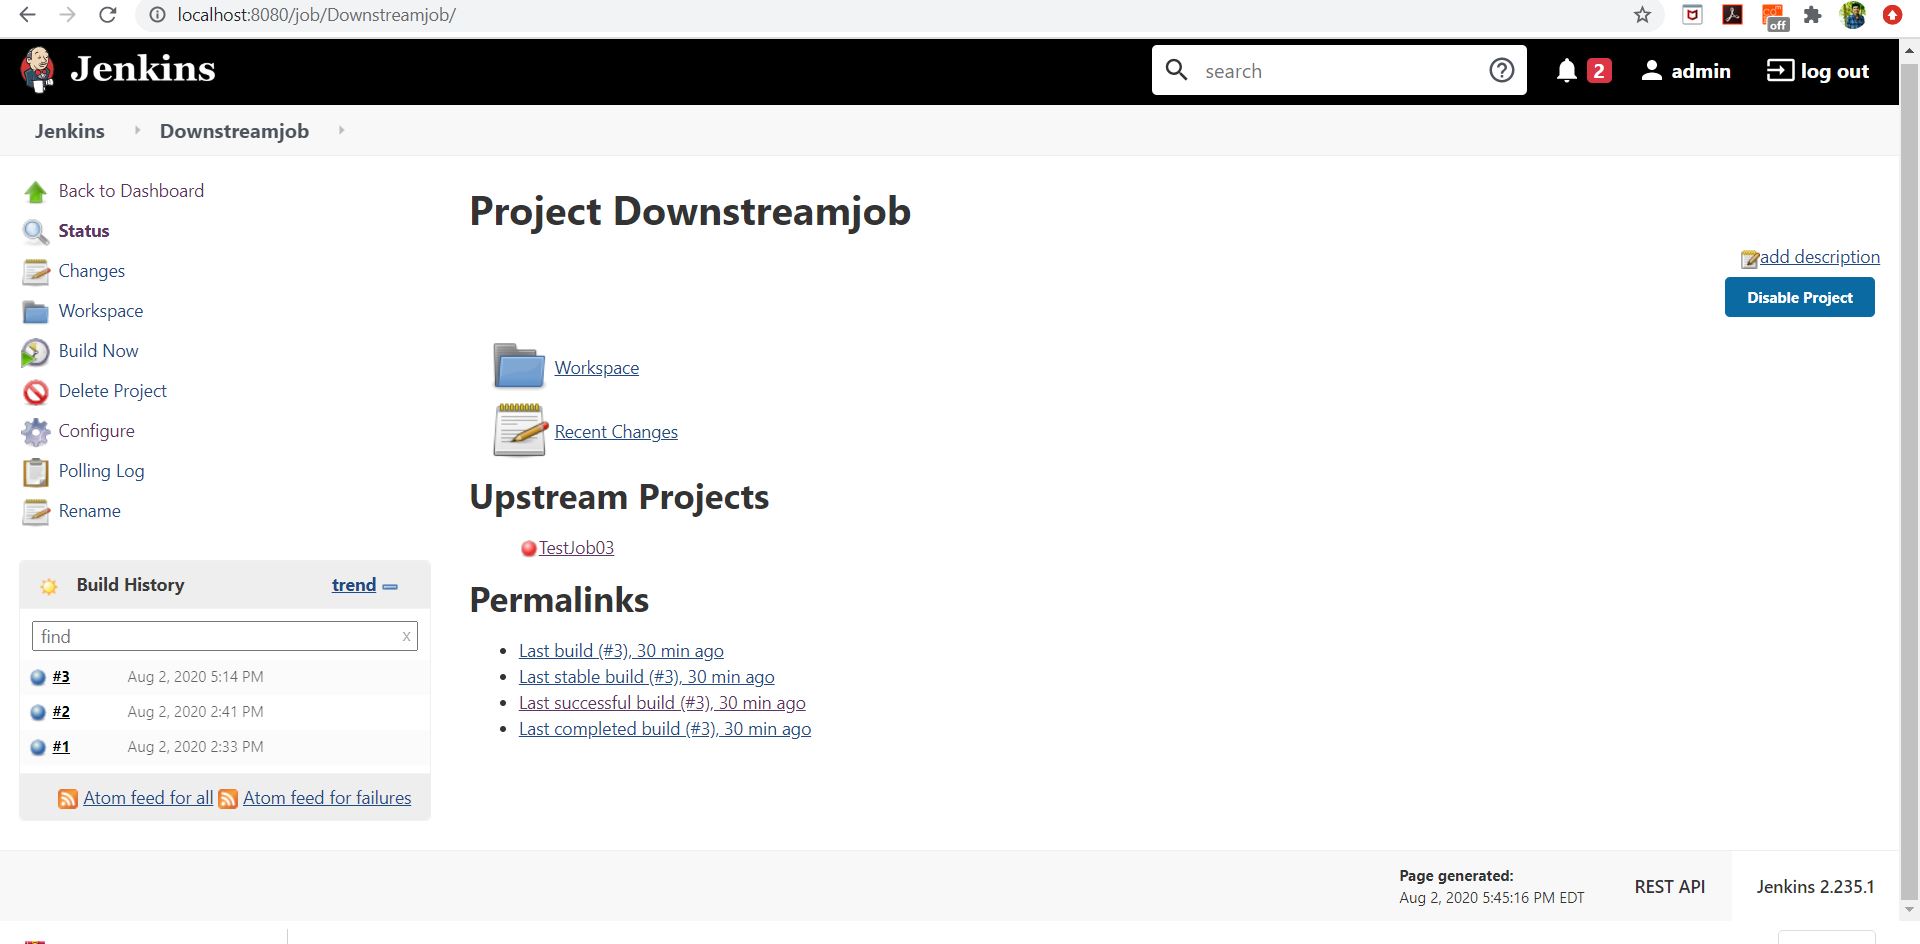 localhost:8080/job/Downstreamjob/
off
Jenkins
search
2
admin
log out
Jenkins
Downstreamjob
Back to Dashboard
Status
Changes
Workspace
Build Now
Delete Project
Configure
Polling Log
Rename
Build History
trend
find
x
#3 Aug 2, 2020 5:14 PM
#2 Aug 2, 2020 2:41 PM
#1 Aug 2, 2020 2:33 PM
Atom feed for all Atom feed for failures
Project Downstreamjob
add description
Disable Project
Workspace
Recent Changes
Upstream Projects
TestJob03
Permalinks
Last build (#3), 30 min ago
Last stable build (#3), 30 min ago
Last successful build (#3), 30 min ago
Last completed build (#3), 30 min ago
Page generated:
Aug 2, 2020 5:45:16 PM EDT
REST API
Jenkins 2.235.1